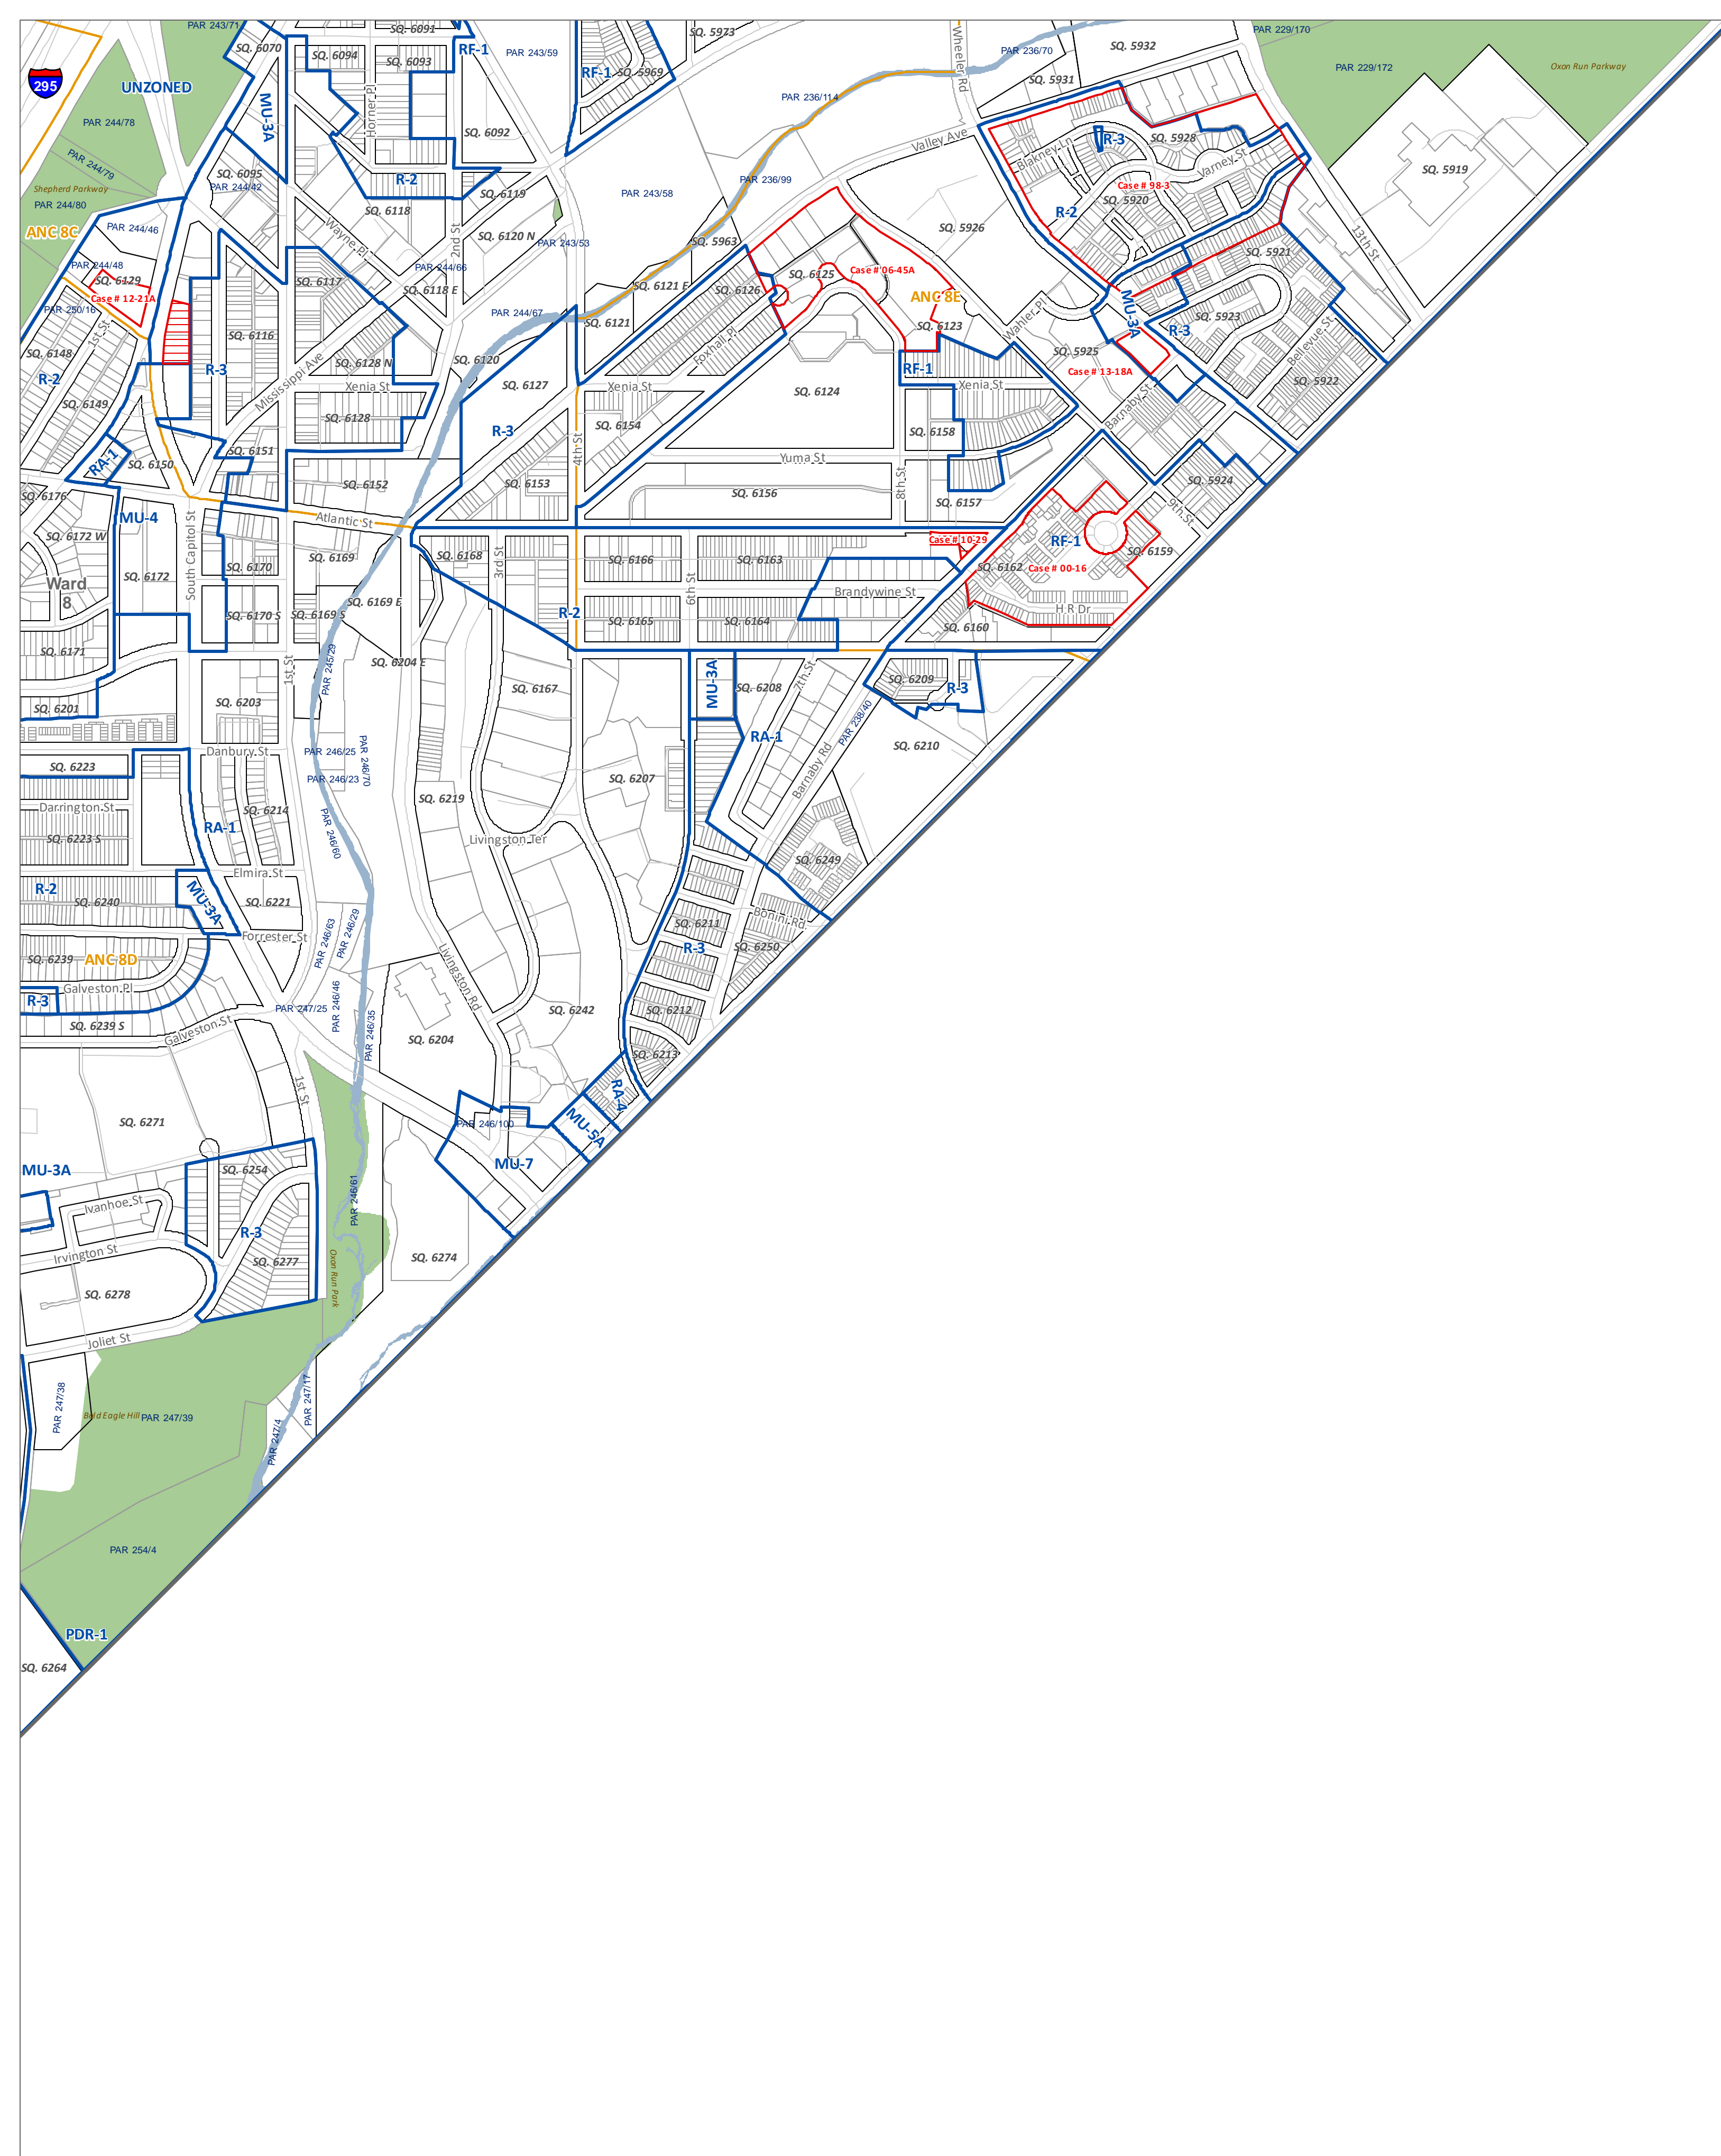 PAR 243/71
SQ. 6070
SQ. 6091
SQ. 6094
SQ. 6093
RF-1
PAR 243/59
RF-1
SQ. 5969
SQ. 5973
Wheeler Rd
PAR 236/70
SQ. 5932
SQ. 5931
PAR 229/170
PAR 229/172
Oxon Run Parkway
295
UNZONED
MU-3A
Horner Pl
SQ. 6092
PAR 236/114
Valley Ave
PAR 244/78
PAR 244/79
Shepherd Parkway
PAR 244/80
ANC 8C
SQ. 6095
PAR 244/42
R-2
SQ. 6118
SQ. 6119
PAR 243/58
PAR 236/99
Blakney Ln
R-3
SQ. 5928
Varney St
Case # 98-3
SQ. 5920
R-2
SQ. 5919
PAR 244/46
Wayne Pl
2nd St
SQ. 6120 N
PAR 243/53
SQ. 5963
SQ. 5926
13th St
PAR 244/48
SQ. 6129
Case # 12-21A
PAR 250/16
SQ. 6117
PAR 244/66
SQ. 6118 E
SQ. 6121 E
SQ. 6126
SQ. 6125
Case # 06-45A
ANC 8E
SQ. 5921
PAR 244/67
SQ. 6121
SQ. 6123
Wahler Pl
MU-3A
R-3
SQ. 5923
Bellevue St
1st St
SQ. 6148
R-2
SQ. 6149
R-3
SQ. 6116
Mississippi Ave
SQ. 6128 N
Xenia St
SQ. 6120
SQ. 6127
Foxhall Pl
Xenia St
SQ. 6124
RF-1
Xenia St
SQ. 5925
Case # 13-18A
SQ. 5922
Barnaby St
SQ. 6128
R-3
SQ. 6154
4th St
SQ. 6158
RA-1
SQ. 6150
SQ. 6151
Yuma St
8th St
SQ. 6152
SQ. 6153
SQ. 6156
SQ. 6157
SQ. 5924
9th St
SQ. 6176
MU-4
South Capitol St
Atlantic St
SQ. 6172 W
SQ. 6172
SQ. 6170
SQ. 6169
SQ. 6168
3rd St
SQ. 6166
SQ. 6163
Case # 10-29
RF-1
SQ. 6159
SQ. 6162
Case # 00-16
Ward
8
6th St
Brandywine St
H R Dr
SQ. 6170 S
SQ. 6169 S
SQ. 6169 E
R-2
SQ. 6165
SQ. 6164
SQ. 6160
SQ. 6171
1st St
PAR 245/29
SQ. 6204 E
SQ. 6201
SQ. 6203
SQ. 6167
MU-3A
SQ. 6208
7th St
SQ. 6209
R-3
PAR 238/40
RA-1
SQ. 6210
Danbury St
PAR 246/25
PAR 246/70
SQ. 6223
PAR 246/23
SQ. 6207
Barnaby Rd
Darrington St
SQ. 6214
SQ. 6219
RA-1
PAR 246/60
SQ. 6223 S
Livingston Ter
Elmira St
SQ. 6249
R-2
SQ. 6240
MU-3A
SQ. 6221
Forrester St
PAR 246/63
PAR 246/29
SQ. 6211
Bonini Rd
R-3
SQ. 6250
SQ. 6239
ANC 8D
Livingston Rd
Galveston Pl
R-3
PAR 247/25
PAR 246/46
PAR 246/35
SQ. 6242
SQ. 6212
SQ. 6239 S
Galveston St
SQ. 6204
SQ. 6213
1st St
RA-4
SQ. 6271
PAR 246/100
MU-5A
MU-7
MU-3A
SQ. 6254
PAR 246/61
Ivanhoe St
R-3
Irvington St
SQ. 6277
Oxon Run Park
SQ. 6274
SQ. 6278
Joliet St
PAR 247/38
Bald Eagle Hill
PAR 247/39
PAR 247/17
PAR 247/4
PAR 254/4
PDR-1
SQ. 6264